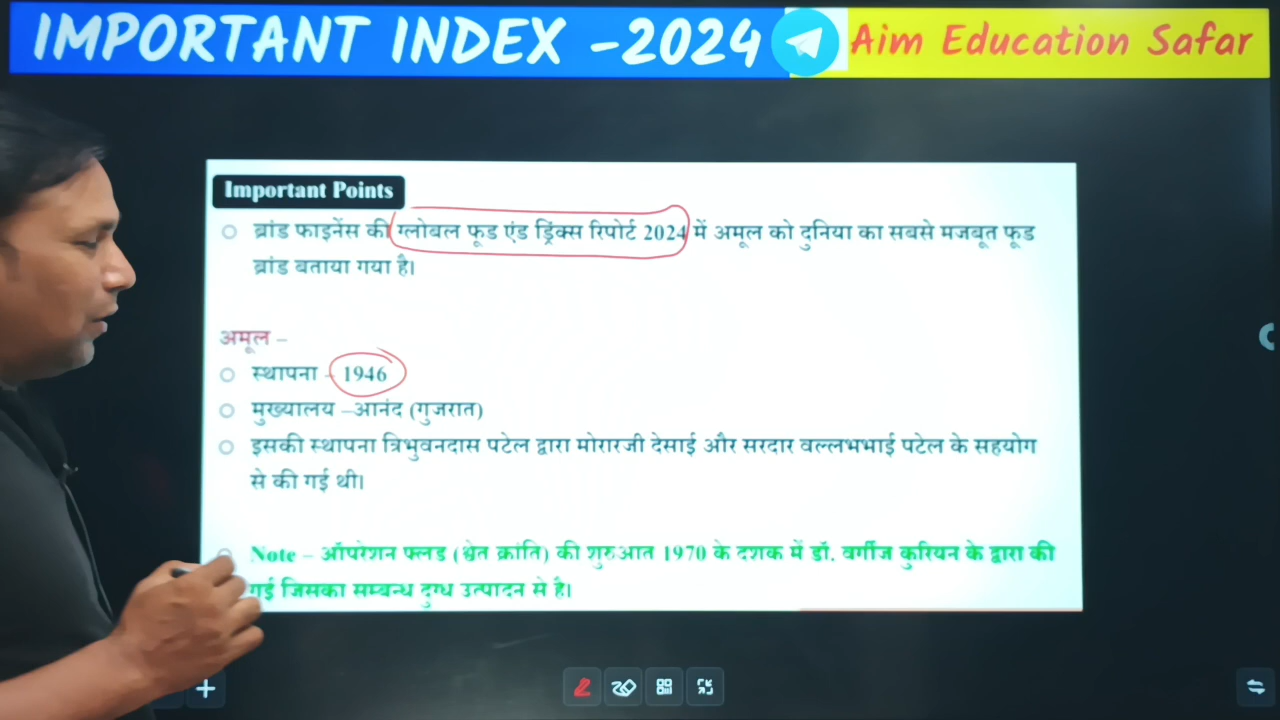 IMPORTANT INDEX -2024
Aim Education Safar
Important Points
ब्रांड फाइनेंस की ग्लोबल फूड एंड ड्रिंक्स रिपोर्ट 2024 में अमूल को दुनिया का सबसे मजबूत फूड
ब्रांड बताया गया है।
अमूल –
स्थापना - 1946
मुख्यालय –आनंद (गुजरात)
इसकी स्थापना त्रिभुवनदास पटेल द्वारा मोरारजी देसाई और सरदार वल्लभभाई पटेल के सहयोग
से की गई थी।
Note – ऑपरेशन फ्लड (श्वेत क्रांति) की शुरुआत 1970 के दशक में डॉ. वर्गीज कुरियन के द्वारा की
गई जिसका सम्बन्ध दुग्ध उत्पादन से है।